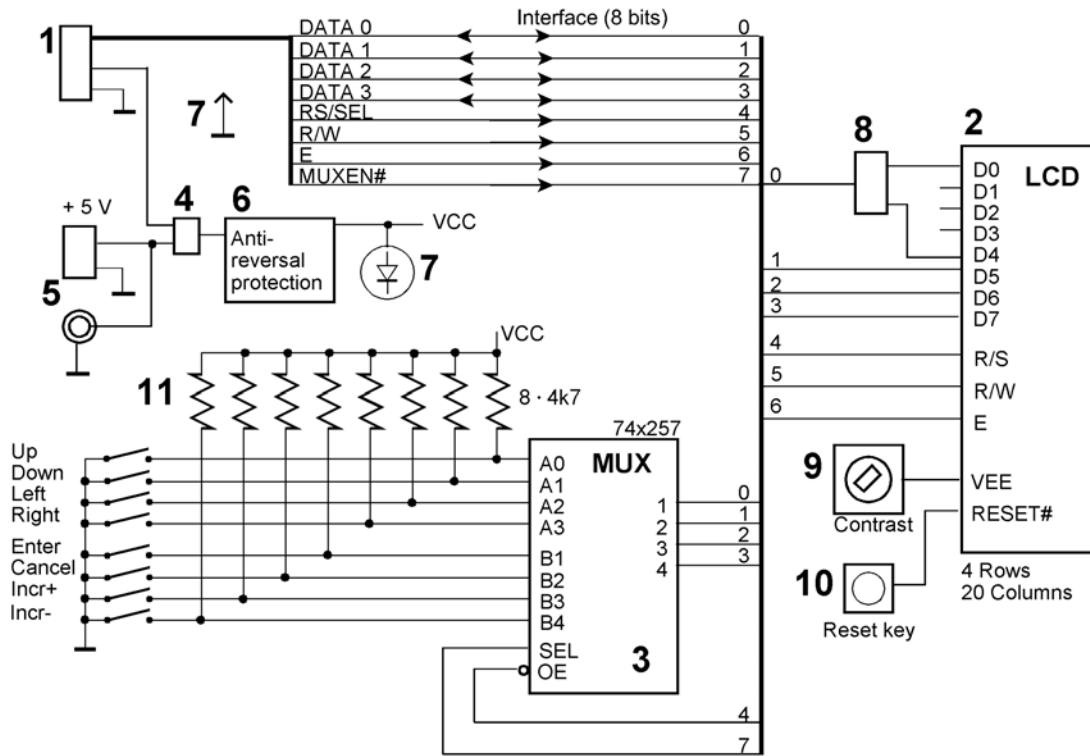 Interface (8 bits)
1
DATA 0
DATA 1
DATA 2
DATA 3
RS/SEL
R/W
E
MUXEN#
0
1
2
3
4
5
6
7
7
0
8
2
LCD
D0
D1
D2
D3
D4
D5
D6
D7
R/S
R/W
E
VEE
RESET#
4 Rows
20 Columns
1
2
3
4
5
6
9
Contrast
10
Reset key
+ 5 V
4
6
Anti-
reversal
protection
VCC
7
5
VCC
11
8 · 4k7
74x257
MUX
Up
Down
Left
Right
Enter
Cancel
Incr+
Incr-
A0
A1
A2
A3
B1
B2
B3
B4
SEL
OE
3
1
2
3
4
0
1
2
3
4
7